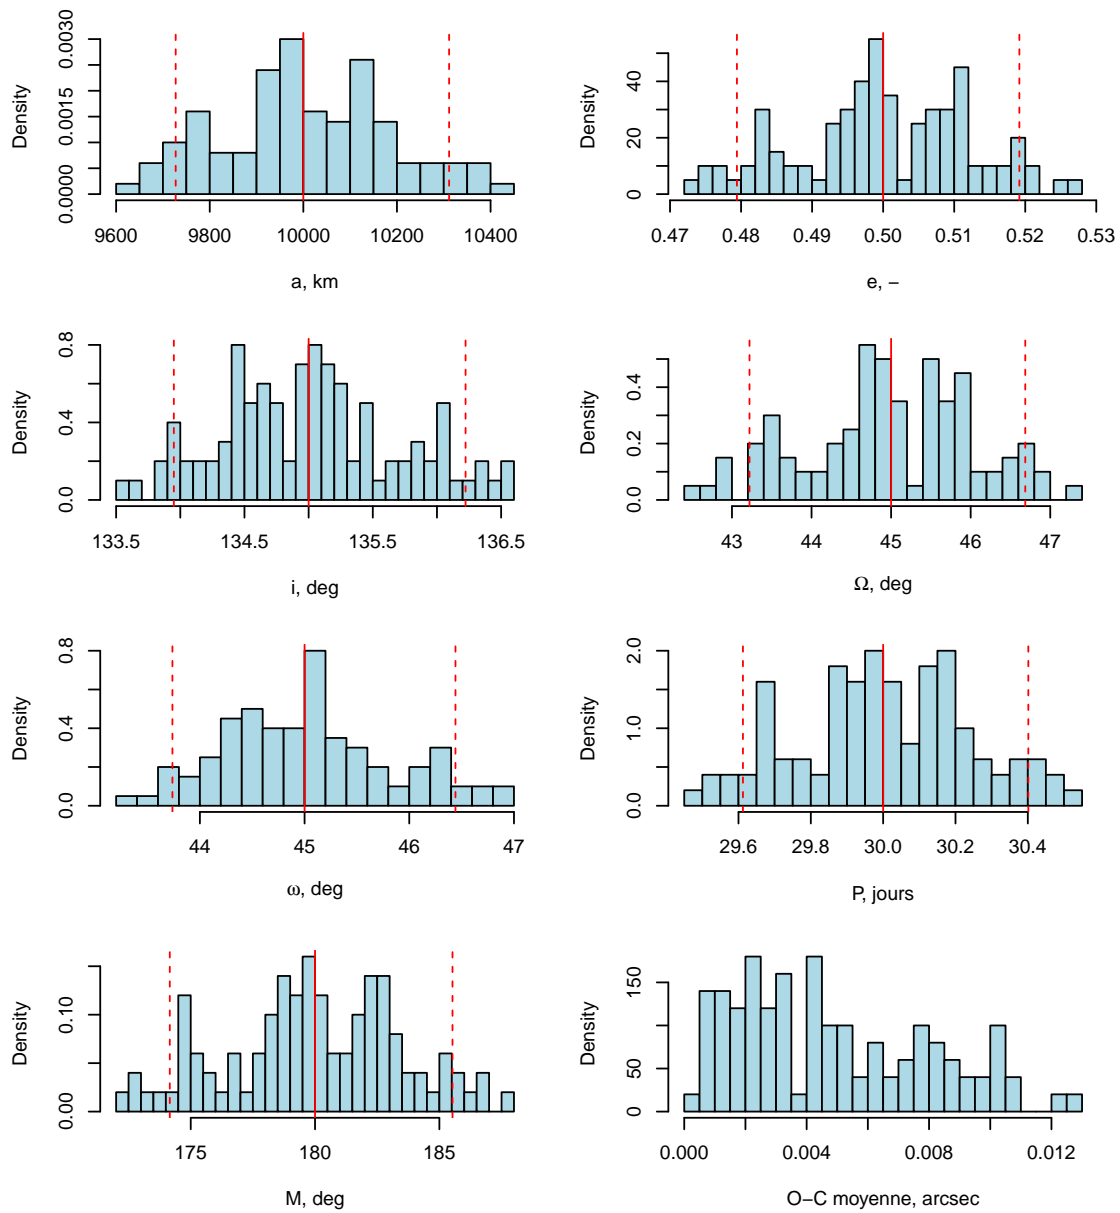 Density
0.0000 0.0015 0.0030
9600 9800 10000 10200 10400
a, km
Density
0 20 40
0.47 0.48 0.49 0.50 0.51 0.52 0.53
e, −
Density
0.0 0.4 0.8
133.5 134.5 135.5 136.5
i, deg
Density
0.0 0.2 0.4
43 44 45 46 47
Ω, deg
Density
0.0 0.4 0.8
44 45 46 47
ω, deg
Density
0.0 1.0 2.0
29.6 29.8 30.0 30.2 30.4
P, jours
Density
0.00 0.10
175 180 185
M, deg
Density
0 50 150
0.000 0.004 0.008 0.012
O−C moyenne, arcsec